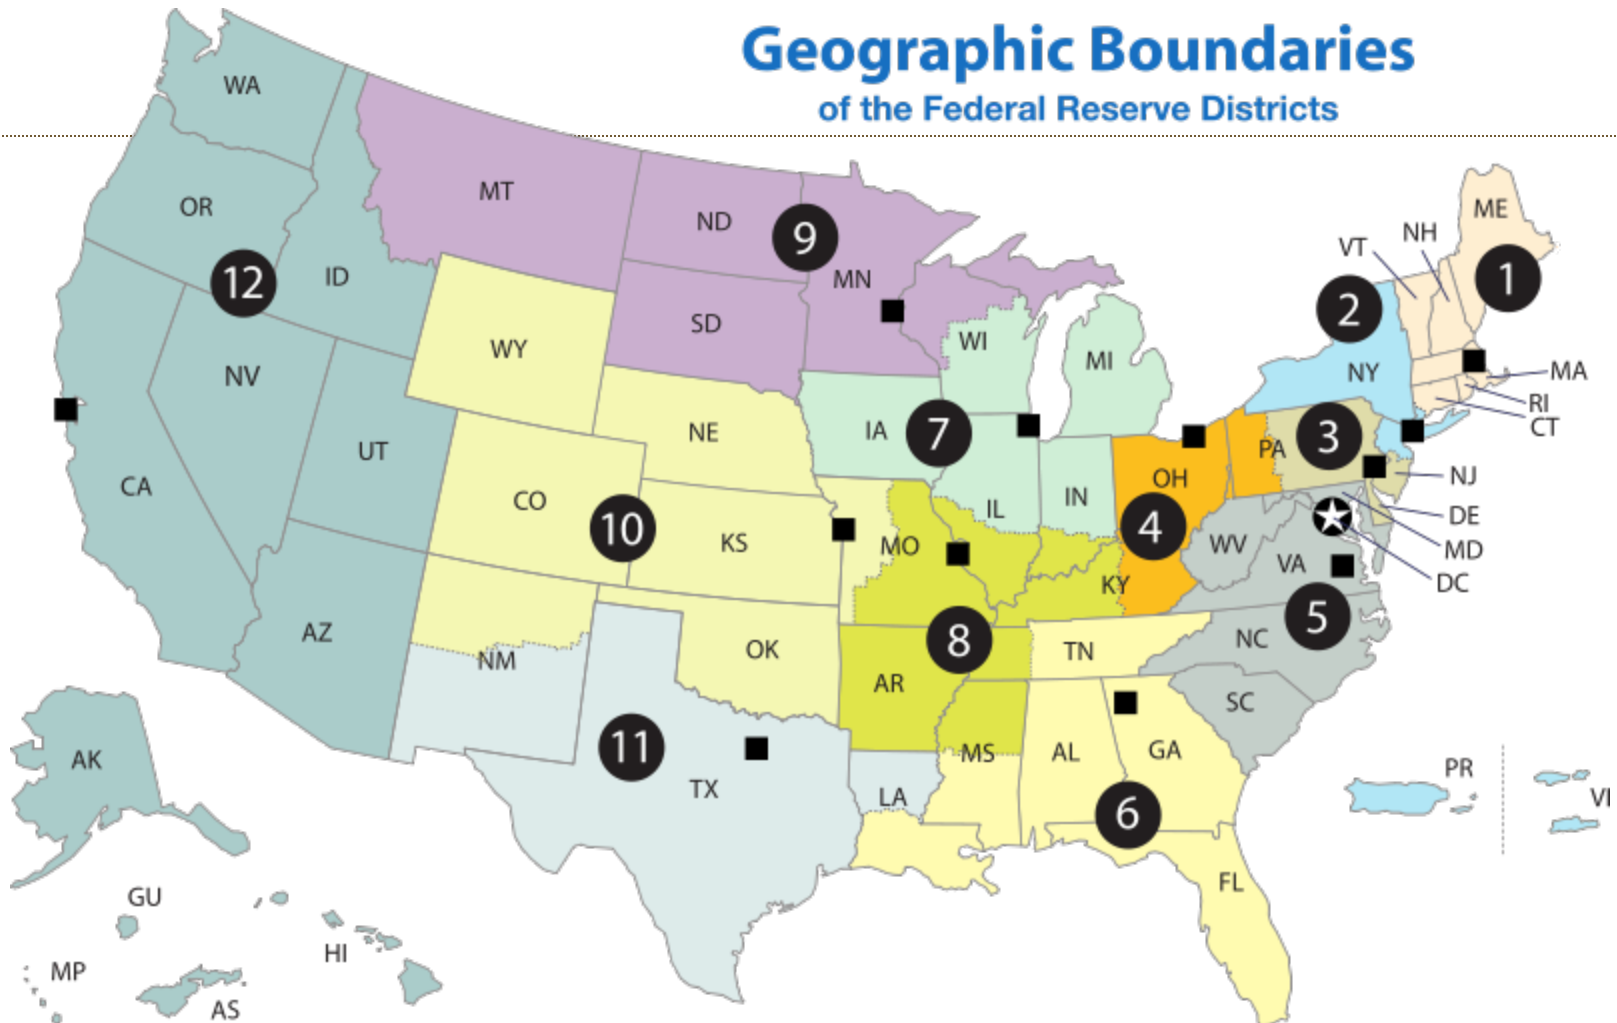 Geographic Boundaries
of the Federal Reserve Districts
WA
OR
ID
12
MT
ND
9
MN
SD
WY
NV
CA
UT
AZ
CO
10
NE
KS
NM
OK
11
TX
IA
7
WI
MI
IL
IN
MO
8
AR
LA
MS
KY
TN
AL
GA
6
FL
OH
4
PA
3
2
NY
VT
NH
ME
1
MA
RI
CT
NJ
DE
MD
DC
WV
VA
5
NC
SC
PR
VI
AK
GU
MP
AS
HI